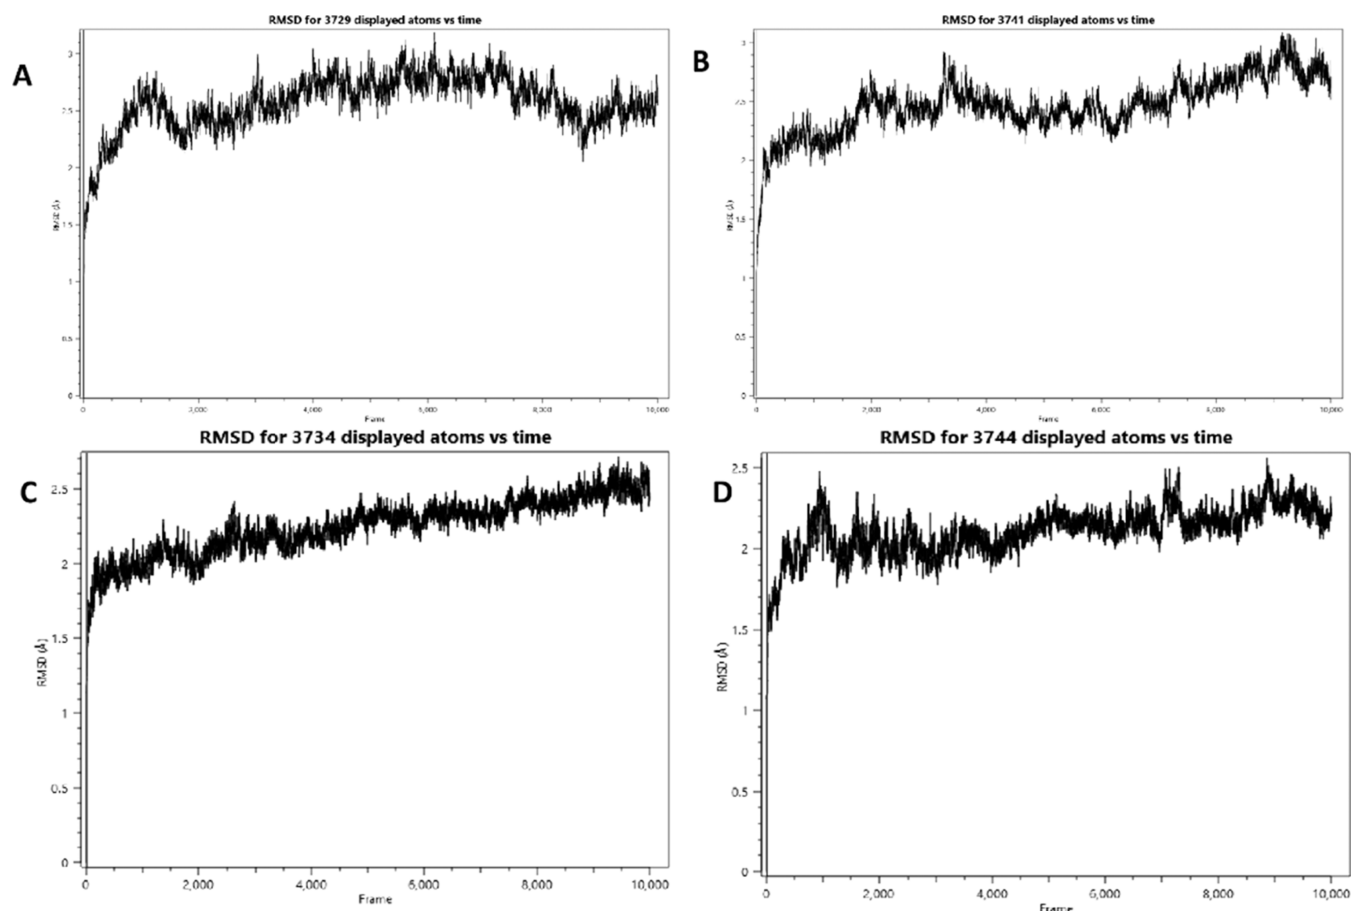 RMSD for 3729 displayed atoms vs time
A
RMSD (Å)
3
2.5
2
1.5
1
0.5
0
0 2,000 4,000 6,000 8,000 10,000
Frame
RMSD for 3741 displayed atoms vs time
B
RMSD (Å)
3
2.5
2
1.5
1
0.5
0
0 2,000 4,000 6,000 8,000 10,000
Frame
RMSD for 3734 displayed atoms vs time
C
RMSD (Å)
2.5
2
1.5
1
0.5
0
0 2,000 4,000 6,000 8,000 10,000
Frame
RMSD for 3744 displayed atoms vs time
D
RMSD (Å)
2.5
2
1.5
1
0.5
0
0 2,000 4,000 6,000 8,000 10,000
Frame